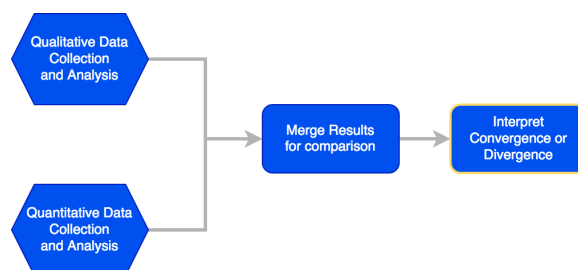 Qualitative Data
Collection
and Analysis
Merge Results
for comparison
Interpret
Convergence or
Divergence
Quantitative Data
Collection
and Analysis